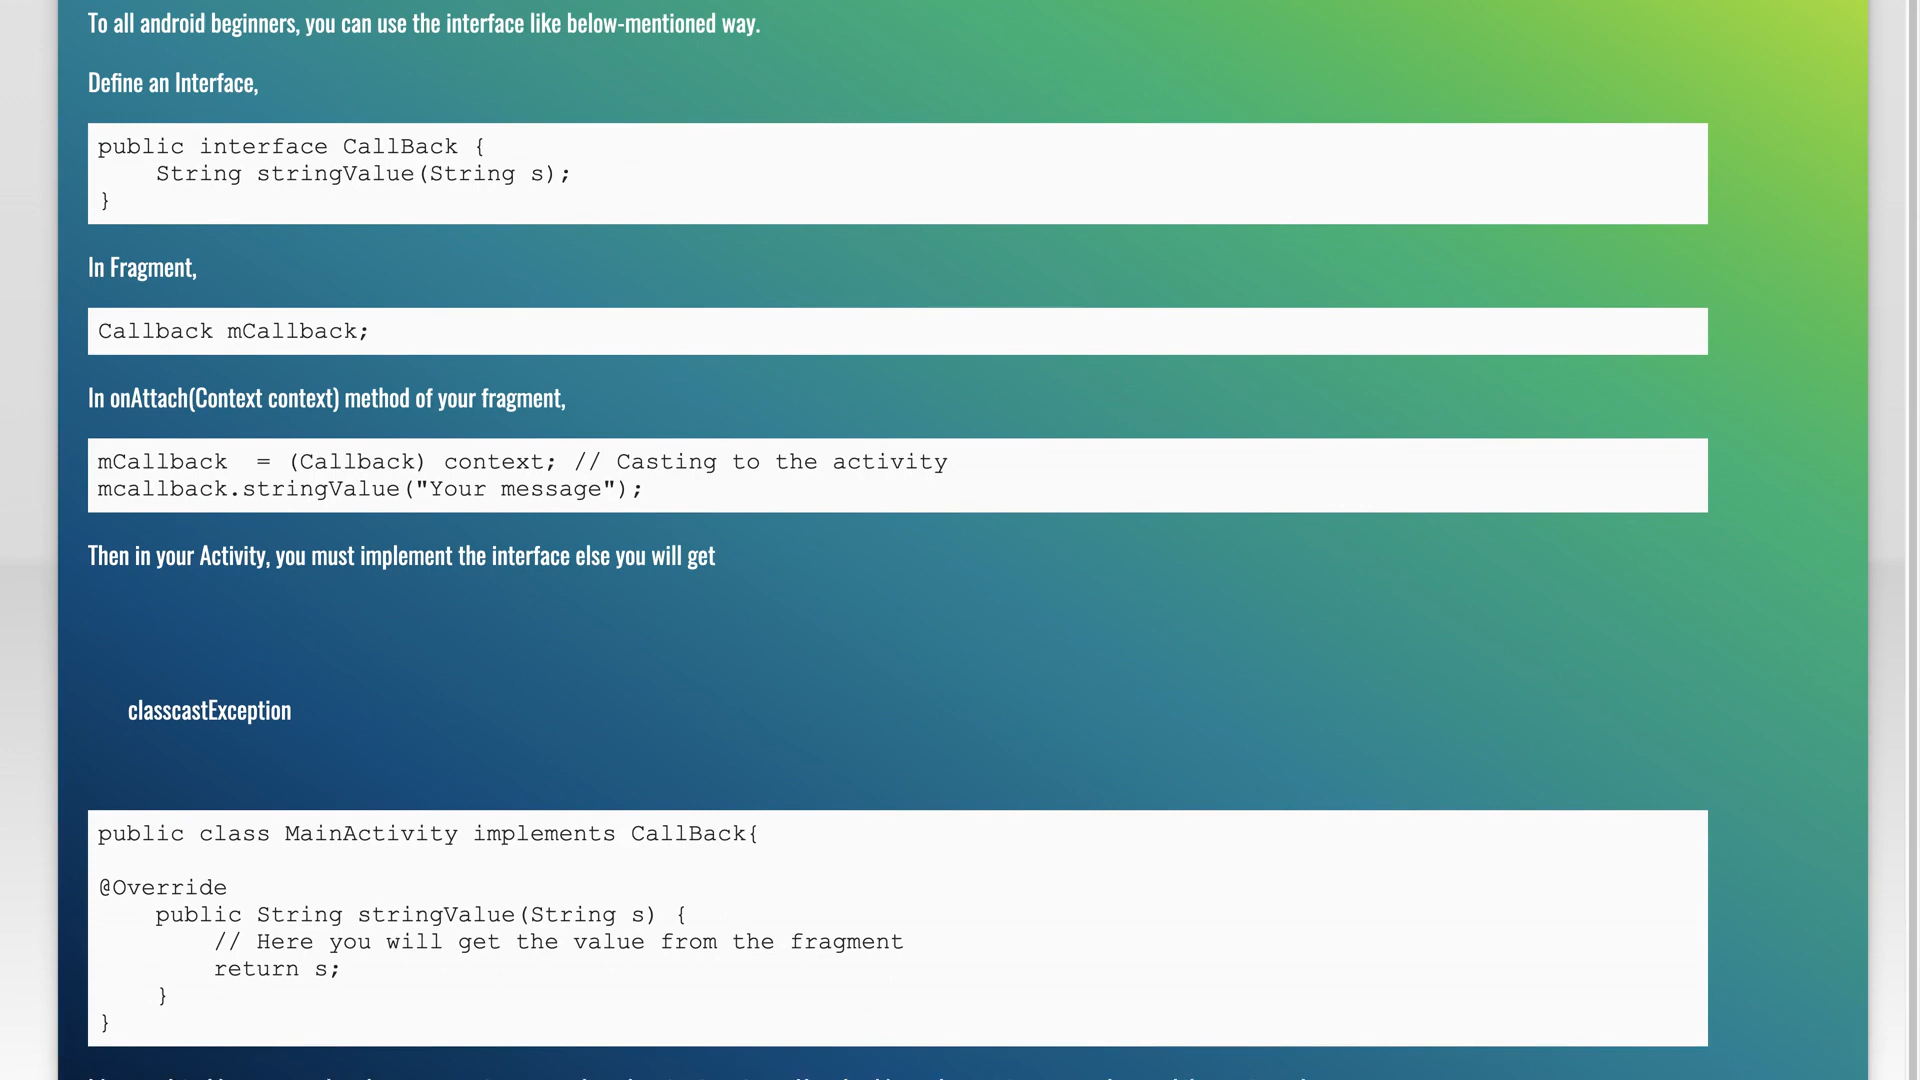 To all android beginners, you can use the interface like below-mentioned way.
Define an Interface,
public interface CallBack {
    String stringValue(String s);
}
In Fragment,
Callback mCallback;
In onAttach(Context context) method of your fragment,
mCallback  = (Callback) context; // Casting to the activity
mcallback.stringValue("Your message");
Then in your Activity, you must implement the interface else you will get
classcastException
public class MainActivity implements CallBack{
@Override
    public String stringValue(String s) {
        // Here you will get the value from the fragment
        return s;
    }
}